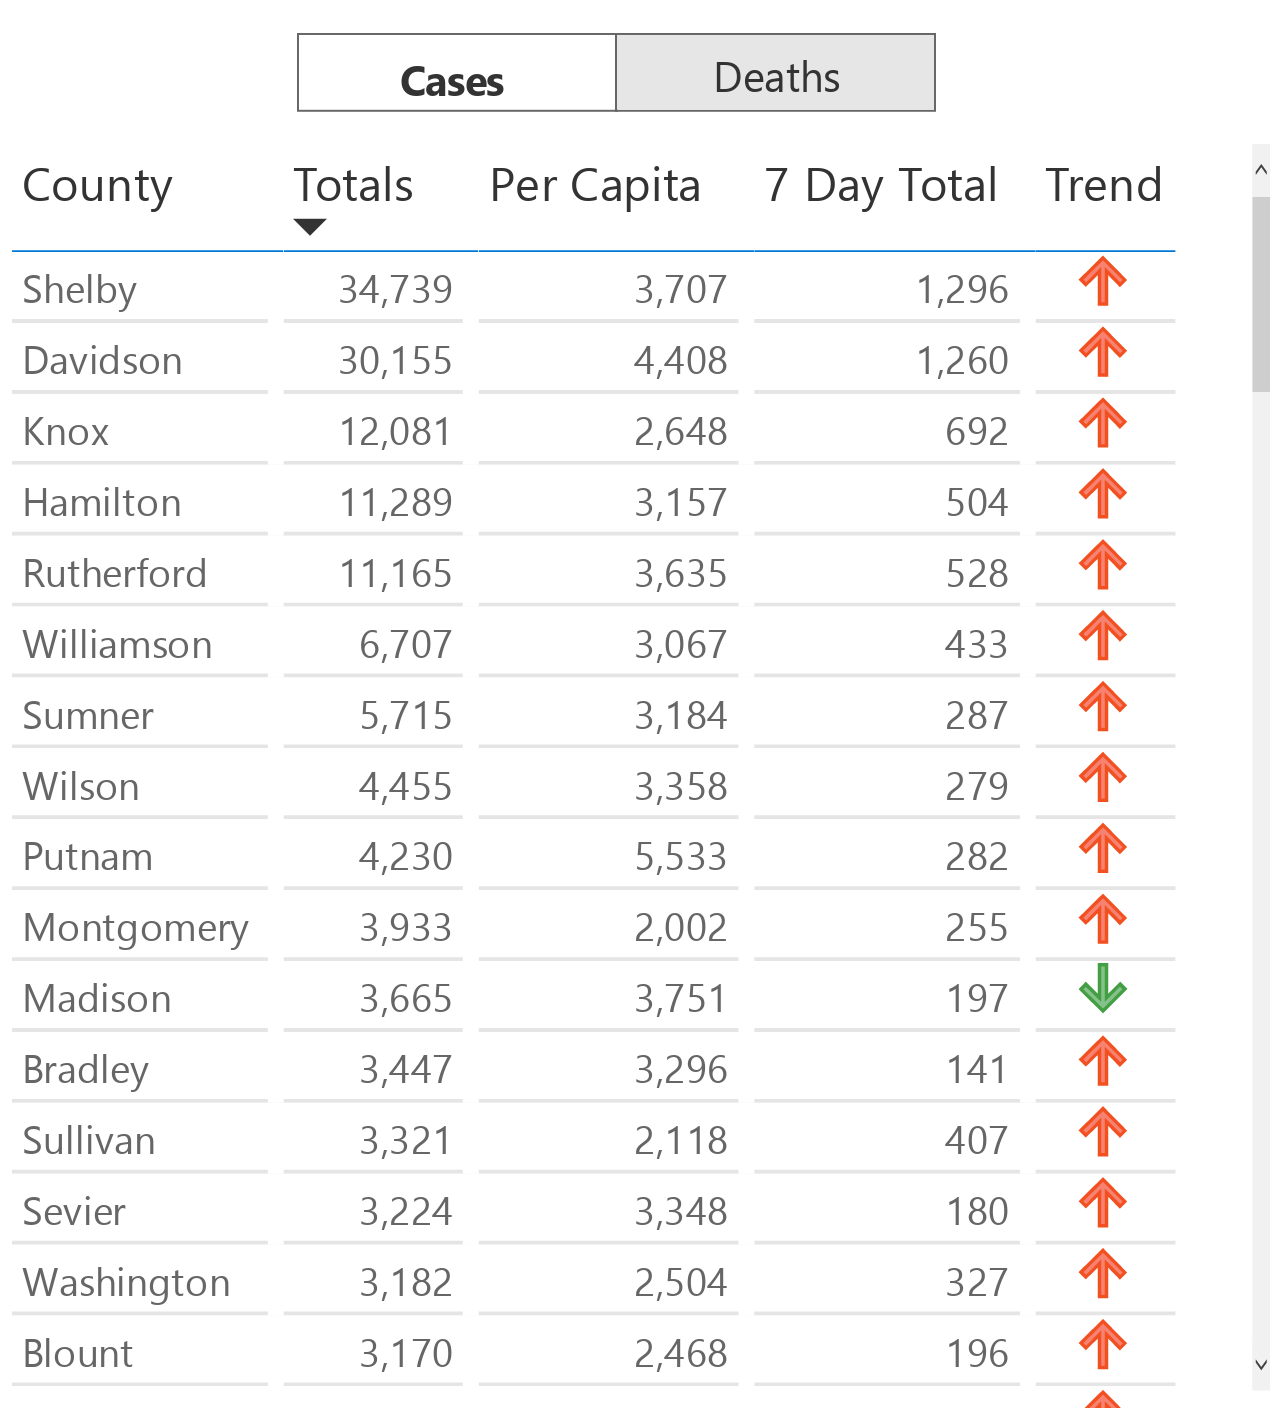 Cases Deaths
County Totals Per Capita 7 Day Total Trend
Shelby 34,739 3,707 1,296
Davidson 30,155 4,408 1,260
Knox 12,081 2,648 692
Hamilton 11,289 3,157 504
Rutherford 11,165 3,635 528
Williamson 6,707 3,067 433
Sumner 5,715 3,184 287
Wilson 4,455 3,358 279
Putnam 4,230 5,533 282
Montgomery 3,933 2,002 255
Madison 3,665 3,751 197
Bradley 3,447 3,296 141
Sullivan 3,321 2,118 407
Sevier 3,224 3,348 180
Washington 3,182 2,504 327
Blount 3,170 2,468 196